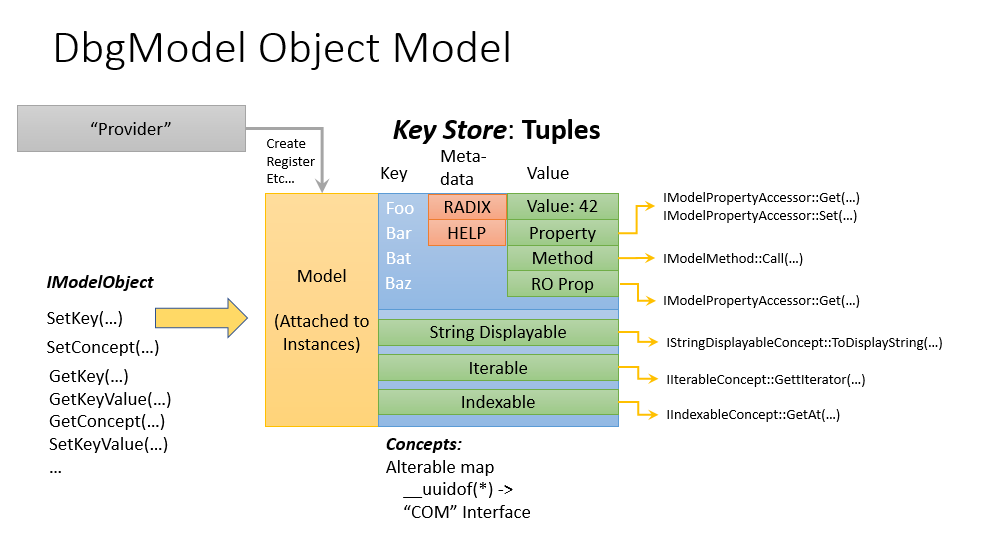 DbgModel Object Model
“Provider”
Create
Register
Etc...
Key Store: Tuples
Key
Meta-
data
Value
Foo
RADIX
Value: 42
Bar
HELP
Property
Bat
Method
Baz
RO Prop
IModelPropertyAccessor::Get(...)
IModelPropertyAccessor::Set(...)
IModelMethod::Call(...)
IModelPropertyAccessor::Get(...)
Model
(Attached to
Instances)
String Displayable
IStringDisplayableConcept::ToDisplayString(...)
Iterable
IIterableConcept::GettIterator(...)
Indexable
IIndexableConcept::GetAt(...)
IModelObject
SetKey(...)
SetConcept(...)
GetKey(...)
GetKeyValue(...)
GetConcept(...)
SetKeyValue(...)
...
Concepts:
Alterable map
__uuidof(*) ->
“COM” Interface